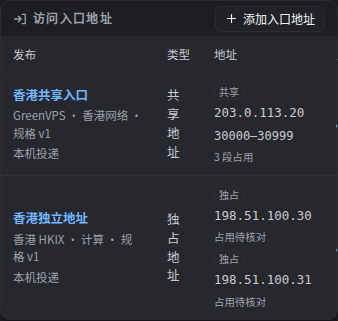 访问入口地址
+ 添加入口地址
发布 类型 地址
香港共享入口
GreenVPS · 香港网络 ·
规格 v1
本机投递
共
享
地
址
共享
203.0.113.20
30000–30999
3 段占用
香港独立地址
香港 HKIX · 计算 · 规
格 v1
本机投递
独
占
地
址
独占
198.51.100.30
占用待核对
独占
198.51.100.31
占用待核对